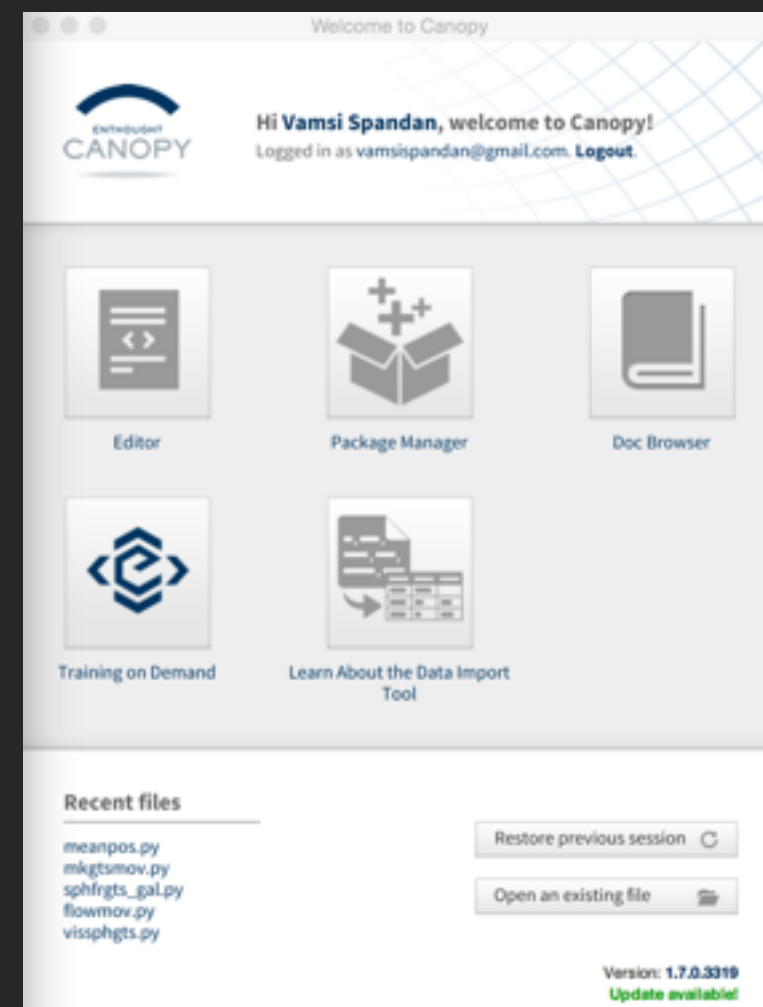 Welcome to Canopy
ENTHOUGHT
CANOPY
Hi Vamsi Spandan, welcome to Canopy!
Logged in as vamsispandan@gmail.com. Logout.
Editor
Package Manager
Doc Browser
Training on Demand
Learn About the Data Import
Tool
Recent files
meanpos.py
mkgtsmov.py
sphfrgts_gal.py
flowmov.py
vissphgts.py
Restore previous session
Open an existing file
Version: 1.7.0.3319
Update available!